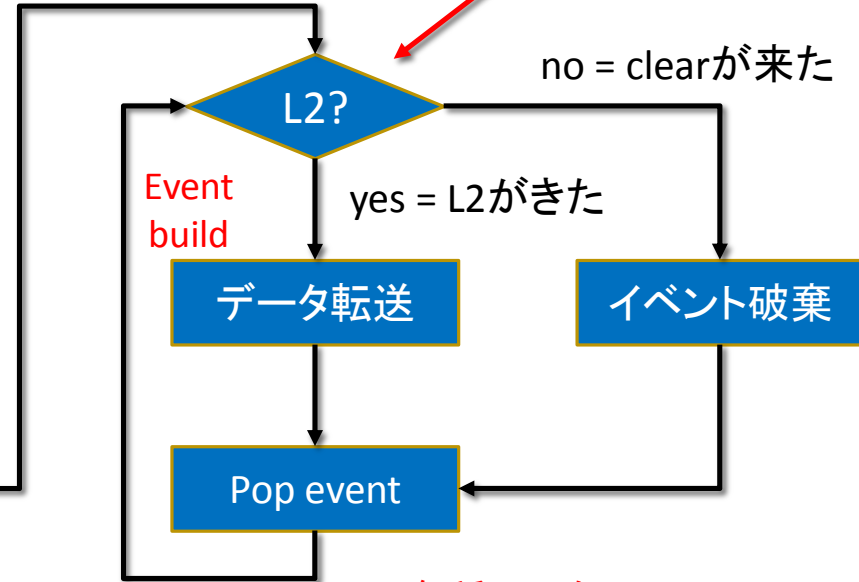 no = clearが来た
L2?
Event
build
yes = L2がきた
データ転送
イベント破棄
Pop event